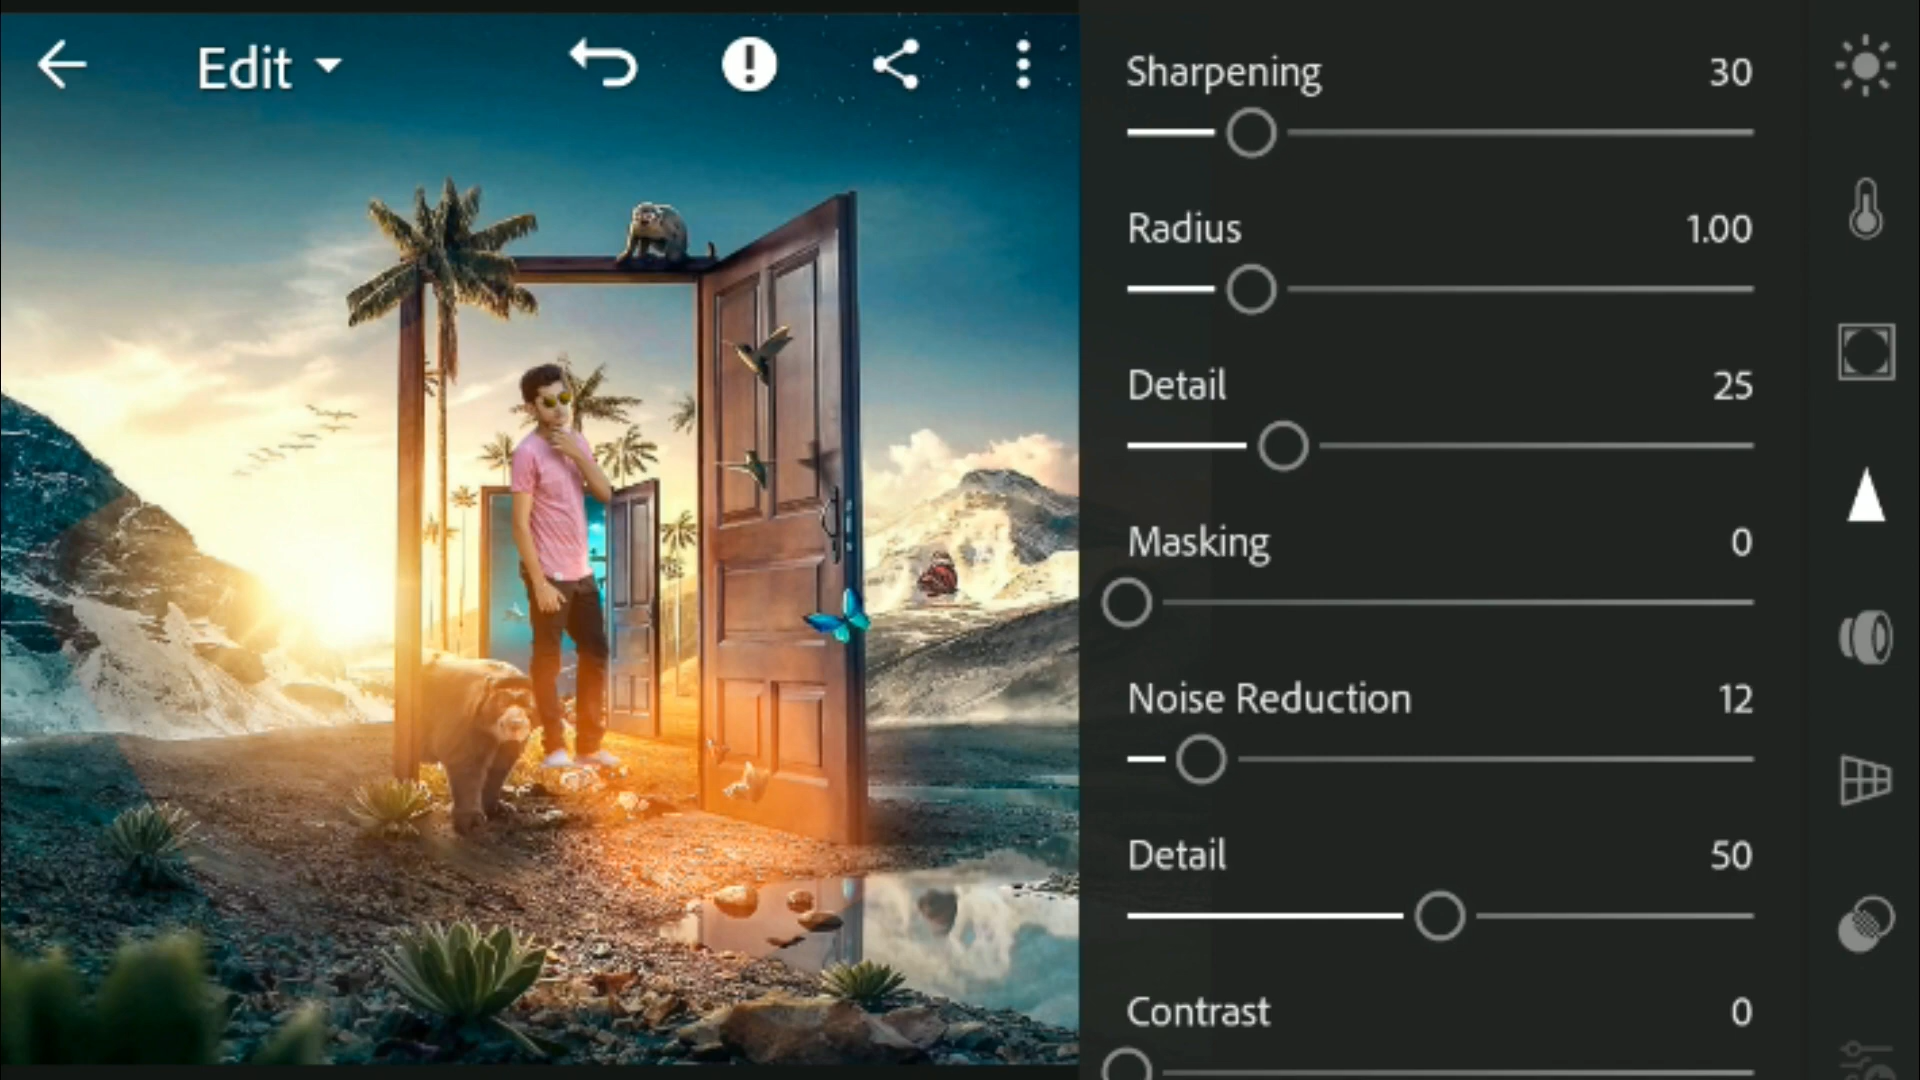 Edit
Sharpening 30
Radius 1.00
Detail 25
Masking 0
Noise Reduction 12
Detail 50
Contrast 0